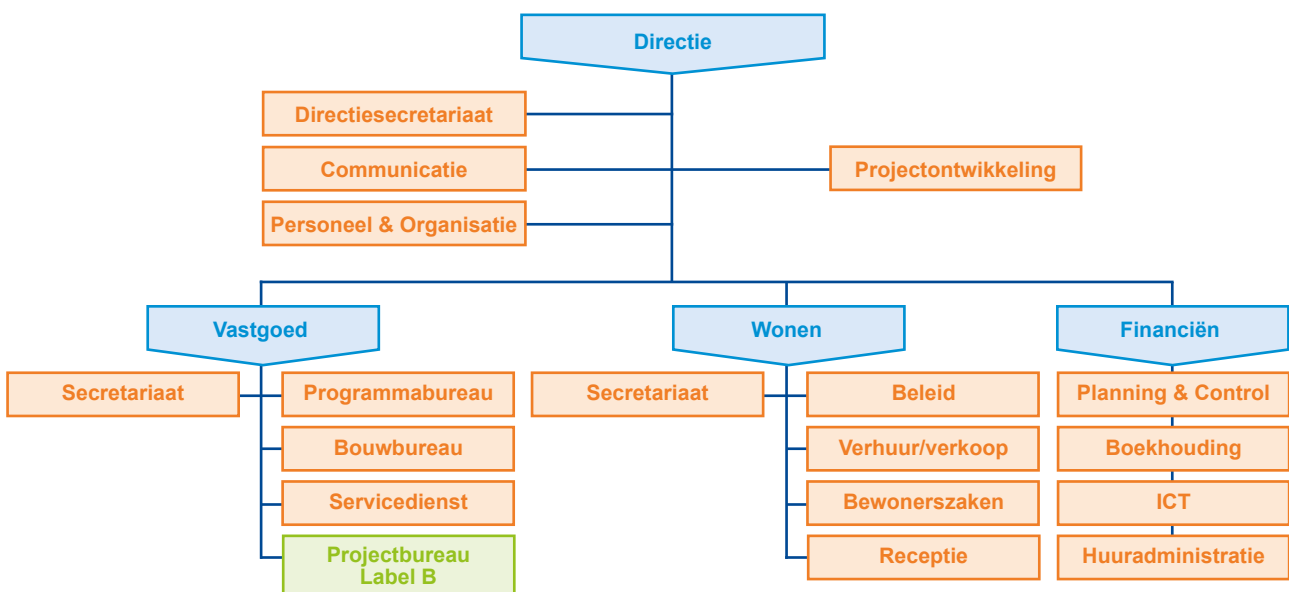 Directie
Directiesecretariaat
Communicatie
Projectontwikkeling
Personeel & Organisatie
Vastgoed
Wonen
Financiën
Secretariaat
Programmabureau
Secretariaat
Beleid
Planning & Control
Bouwbureau
Verhuur/verkoop
Boekhouding
Servicedienst
Bewonerszaken
ICT
Projectbureau
Label B
Receptie
Huuradministratie